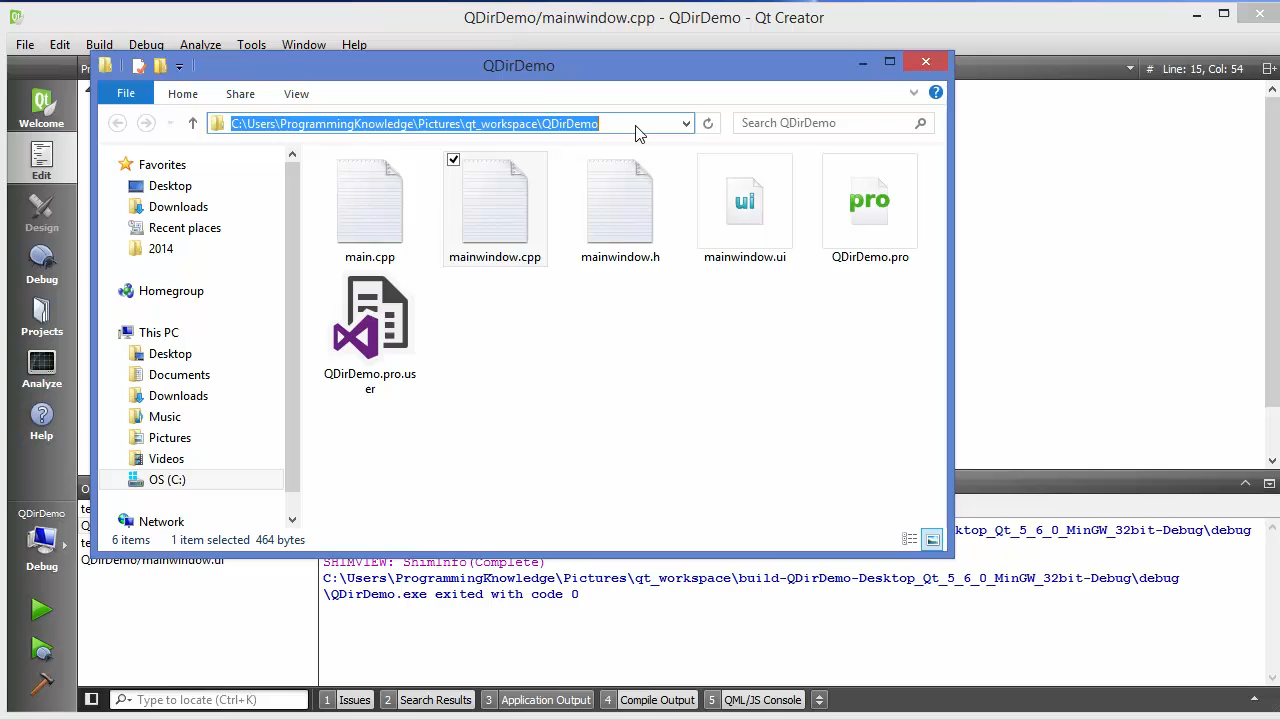 QDirDemo/mainwindow.cpp - QDirDemo - Qt Creator
File Edit Build Debug Analyze Tools Window Help
QDirDemo
# Line: 15, Col: 54
File Home Share View
C:\Users\ProgrammingKnowledge\Pictures\qt_workspace\QDirDemo
Search QDirDemo
Qt
Welcome
Edit
Design
Debug
Projects
Analyze
Help
QDirDemo
Debug
Favorites
Desktop
Downloads
Recent places
2014
Homegroup
This PC
Desktop
Documents
Downloads
Music
Pictures
Videos
OS (C:)
Network
main.cpp
mainwindow.cpp
mainwindow.h
ui
mainwindow.ui
pro
QDirDemo.pro
QDirDemo.pro.us
er
6 items 1 item selected 464 bytes
ktop_Qt_5_6_0_MinGW_32bit-Debug\debug
QDirDemo/mainwindow.ui
SHIMVIEW: ShimInfo(Complete)
C:\Users\ProgrammingKnowledge\Pictures\qt_workspace\build-QDirDemo-Desktop_Qt_5_6_0_MinGW_32bit-Debug\debug
\QDirDemo.exe exited with code 0
Type to locate (Ctrl+K)
1 Issues 2 Search Results 3 Application Output 4 Compile Output 5 QML/JS Console